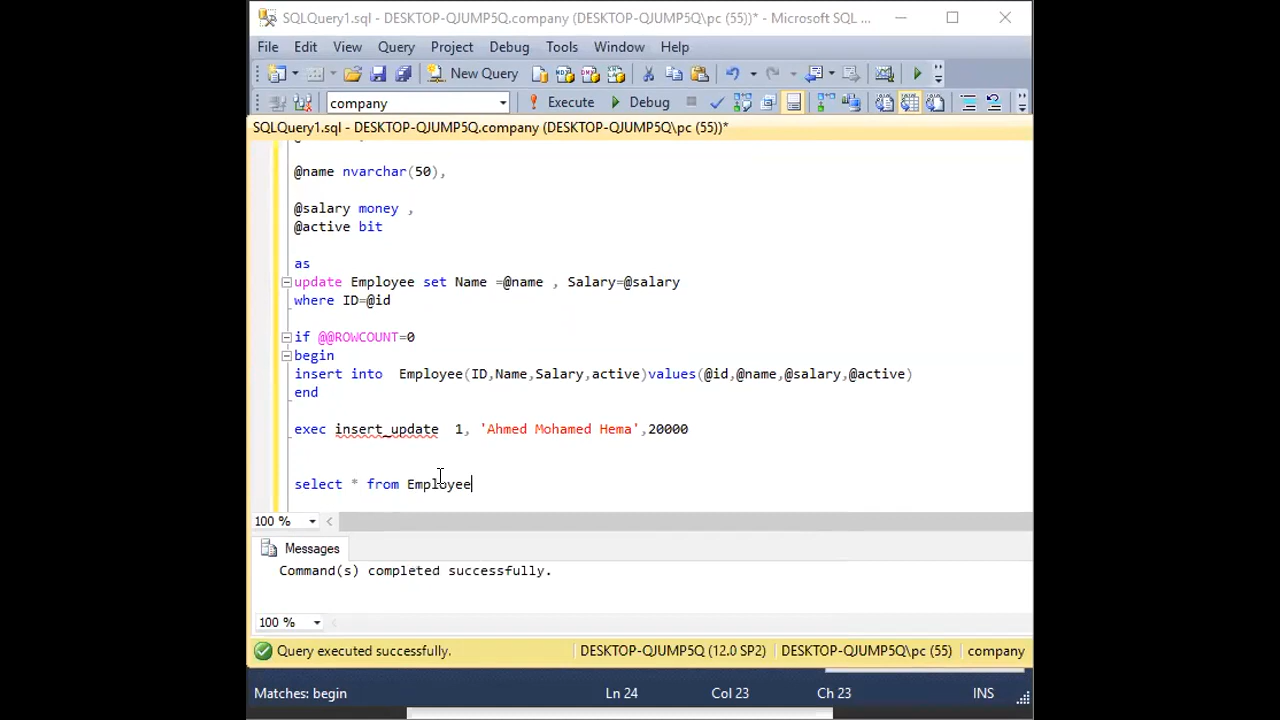 SQLQuery1.sql - DESKTOP-QJUMP5Q.company (DESKTOP-QJUMP5Q\pc (55))* - Microsoft SQL ...
File Edit View Query Project Debug Tools Window Help
New Query
company Execute Debug
SQLQuery1.sql - DESKTOP-QJUMP5Q.company (DESKTOP-QJUMP5Q\pc (55))*
@name nvarchar(50),
@salary money ,
@active bit
as
update Employee set Name =@name , Salary=@salary
where ID=@id
if @@ROWCOUNT=0
begin
insert into  Employee(ID,Name,Salary,active)values(@id,@name,@salary,@active)
end
exec insert_update  1, 'Ahmed Mohamed Hema',20000
select * from Employee
100 %
Messages
Command(s) completed successfully.
100 %
Query executed successfully. DESKTOP-QJUMP5Q (12.0 SP2) DESKTOP-QJUMP5Q\pc (55) company
Matches: begin Ln 24 Col 23 Ch 23 INS